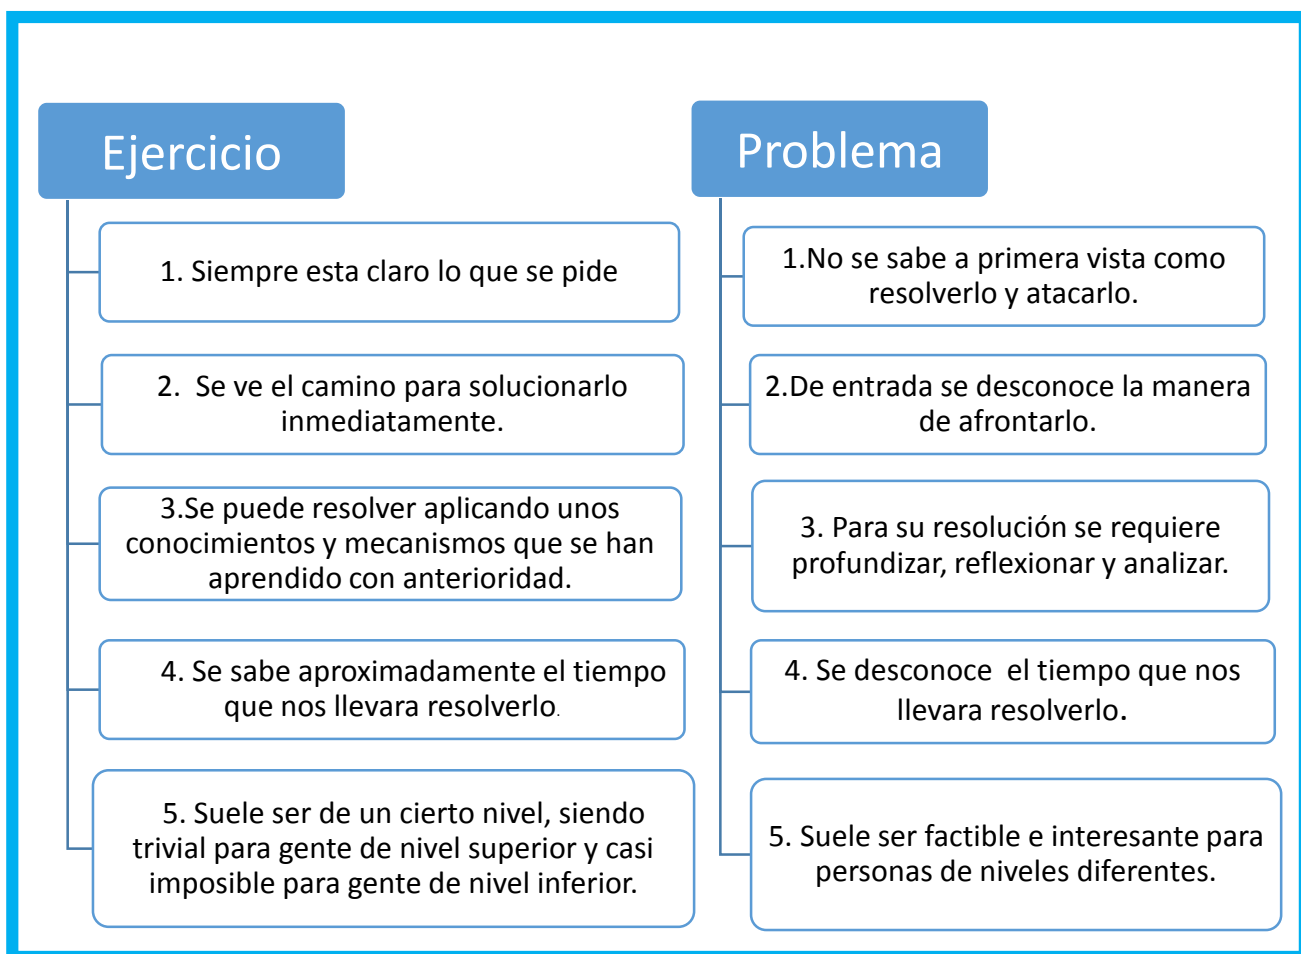 Ejercicio
1. Siempre esta claro lo que se pide
2. Se ve el camino para solucionarlo
inmediatamente.
3.Se puede resolver aplicando unos
conocimientos y mecanismos que se han
aprendido con anterioridad.
4. Se sabe aproximadamente el tiempo
que nos llevara resolverlo.
5. Suele ser de un cierto nivel, siendo
trivial para gente de nivel superior y casi
imposible para gente de nivel inferior.
Problema
1.No se sabe a primera vista como
resolverlo y atacarlo.
2.De entrada se desconoce la manera
de afrontarlo.
3. Para su resolución se requiere
profundizar, reflexionar y analizar.
4. Se desconoce el tiempo que nos
llevara resolverlo.
5. Suele ser factible e interesante para
personas de niveles diferentes.